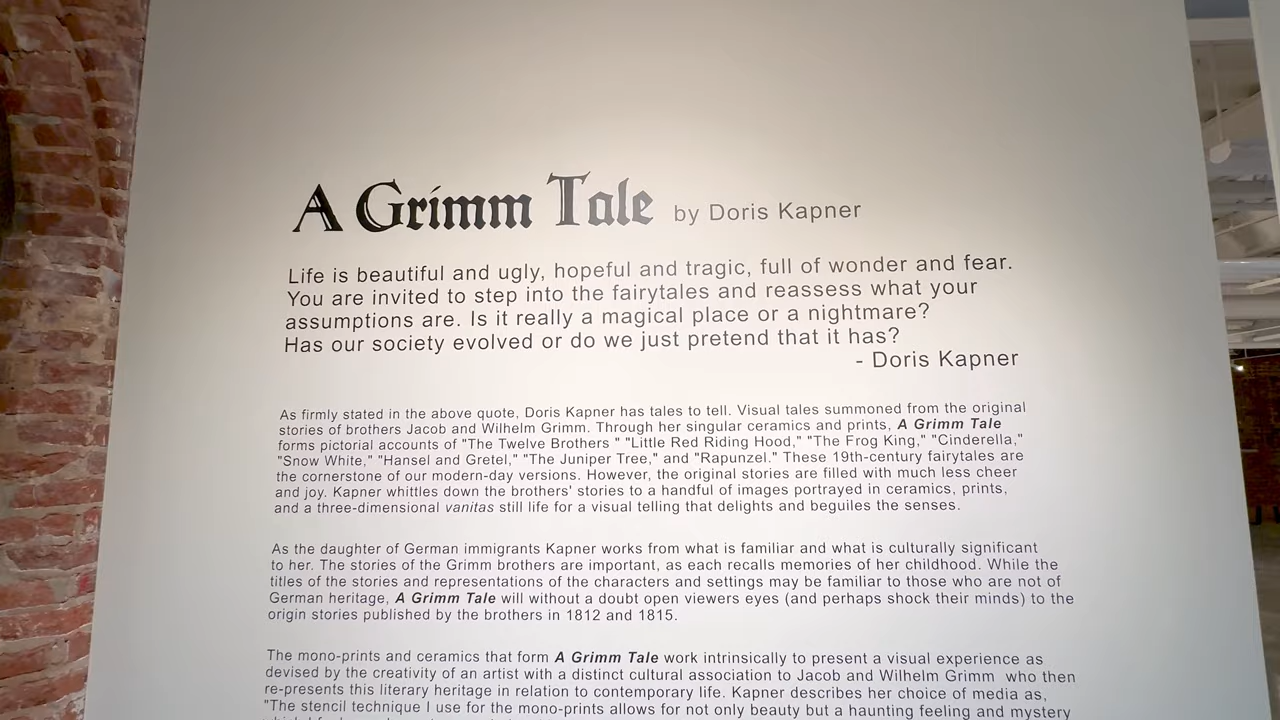 A Grimm Tale by Doris Kapner
Life is beautiful and ugly, hopeful and tragic, full of wonder and fear.
You are invited to step into the fairytales and reassess what your
assumptions are. Is it really a magical place or a nightmare?
Has our society evolved or do we just pretend that it has?
- Doris Kapner
As firmly stated in the above quote, Doris Kapner has tales to tell. Visual tales summoned from the original
stories of brothers Jacob and Wilhelm Grimm. Through her singular ceramics and prints, A Grimm Tale
forms pictorial accounts of "The Twelve Brothers " "Little Red Riding Hood," "The Frog King," "Cinderella,"
"Snow White," "Hansel and Gretel," "The Juniper Tree," and "Rapunzel." These 19th-century fairytales are
the cornerstone of our modern-day versions. However, the original stories are filled with much less cheer
and joy. Kapner whittles down the brothers' stories to a handful of images portrayed in ceramics, prints,
and a three-dimensional vanitas still life for a visual telling that delights and beguiles the senses.
As the daughter of German immigrants Kapner works from what is familiar and what is culturally significant
to her. The stories of the Grimm brothers are important, as each recalls memories of her childhood. While the
titles of the stories and representations of the characters and settings may be familiar to those who are not of
German heritage, A Grimm Tale will without a doubt open viewers eyes (and perhaps shock their minds) to the
origin stories published by the brothers in 1812 and 1815.
The mono-prints and ceramics that form A Grimm Tale work intrinsically to present a visual experience as
devised by the creativity of an artist with a distinct cultural association to Jacob and Wilhelm Grimm who then
re-presents this literary heritage in relation to contemporary life. Kapner describes her choice of media as,
"The stencil technique I use for the mono-prints allows for not only beauty but a haunting feeling and mystery